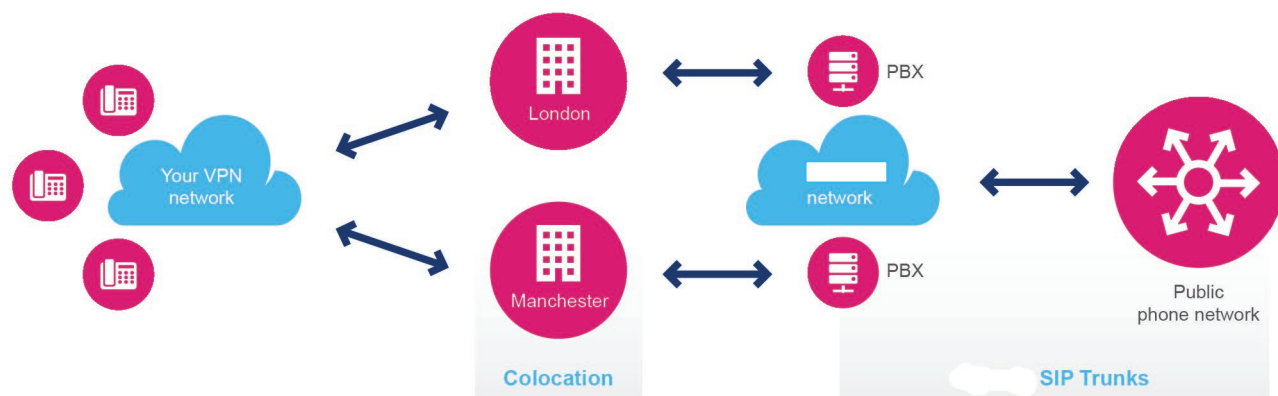 Your VPN
network
London
Manchester
Colocation
PBX
network
PBX
Public
phone network
SIP Trunks